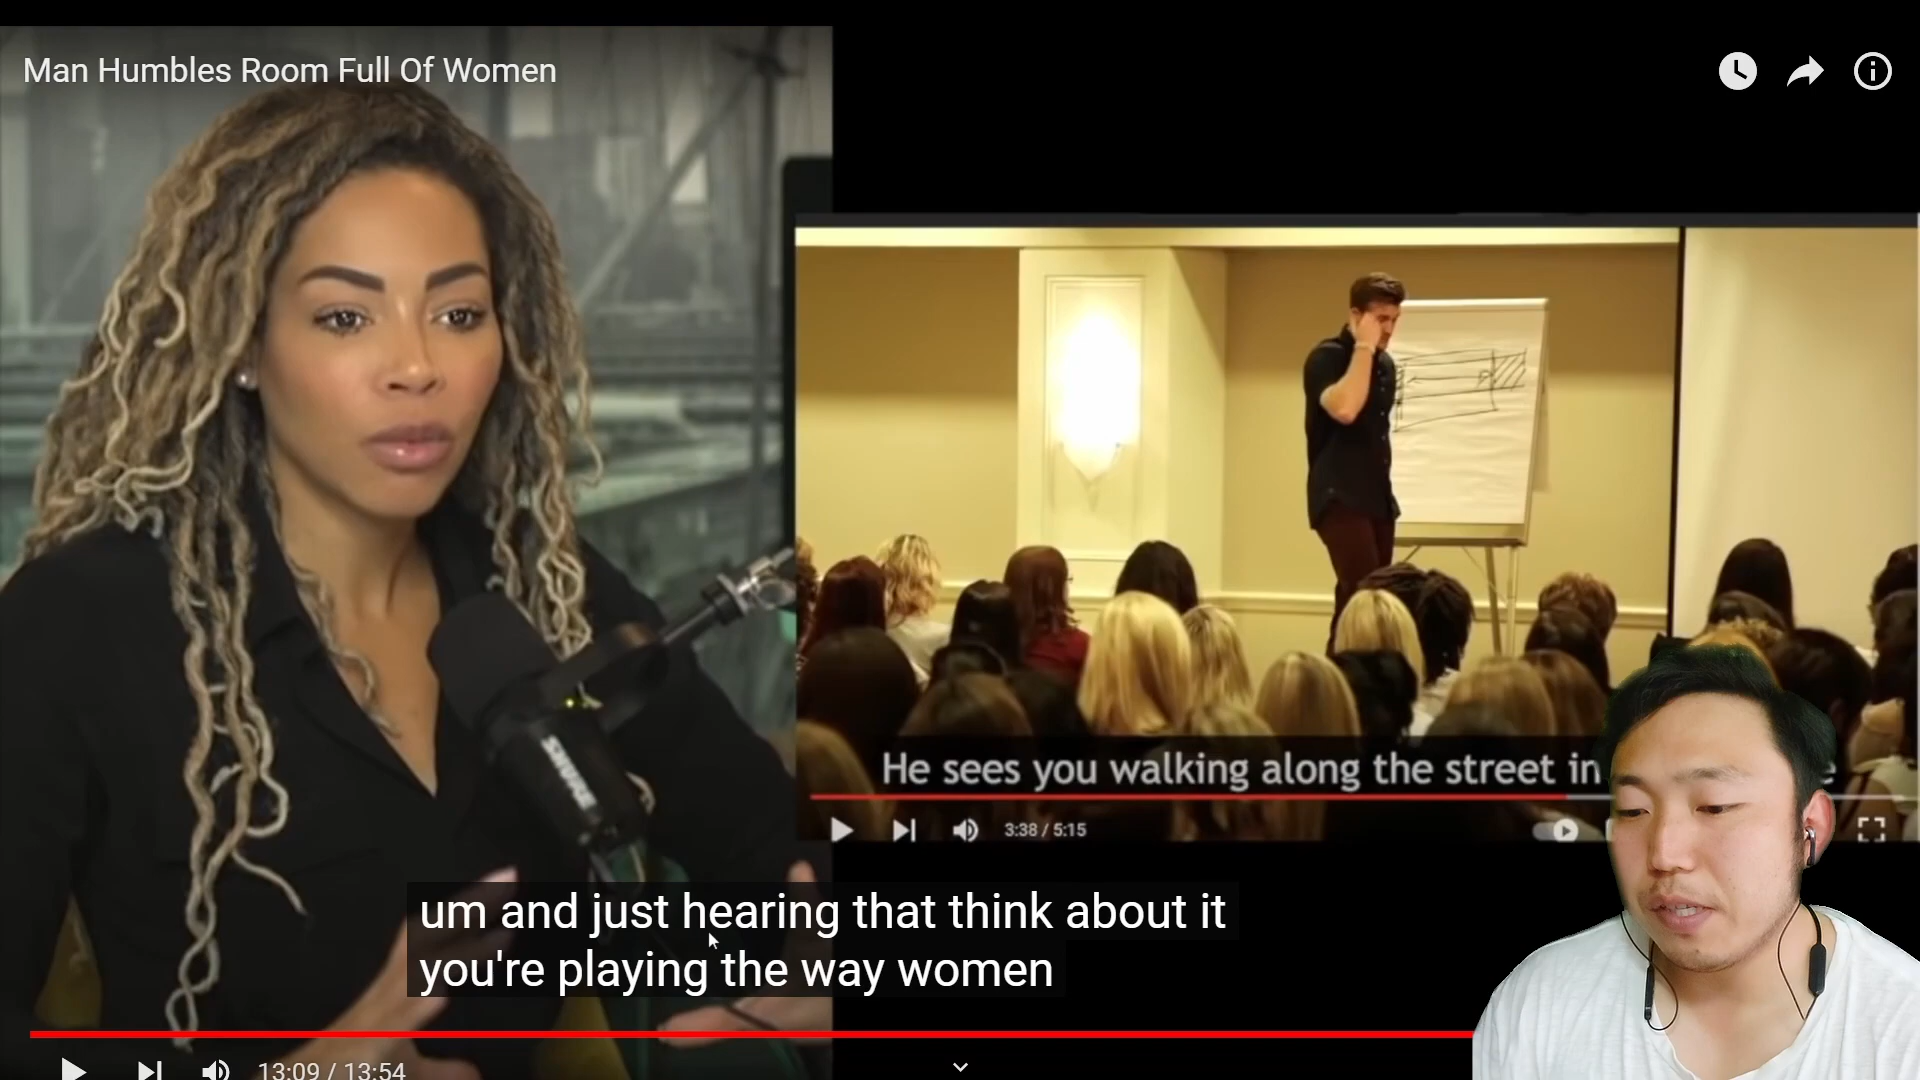 Man Humbles Room Full Of Women
SHURE
He sees you walking along the street in
3:38 / 5:15
um and just hearing that think about it
you're playing the way women
13:09 / 13:54